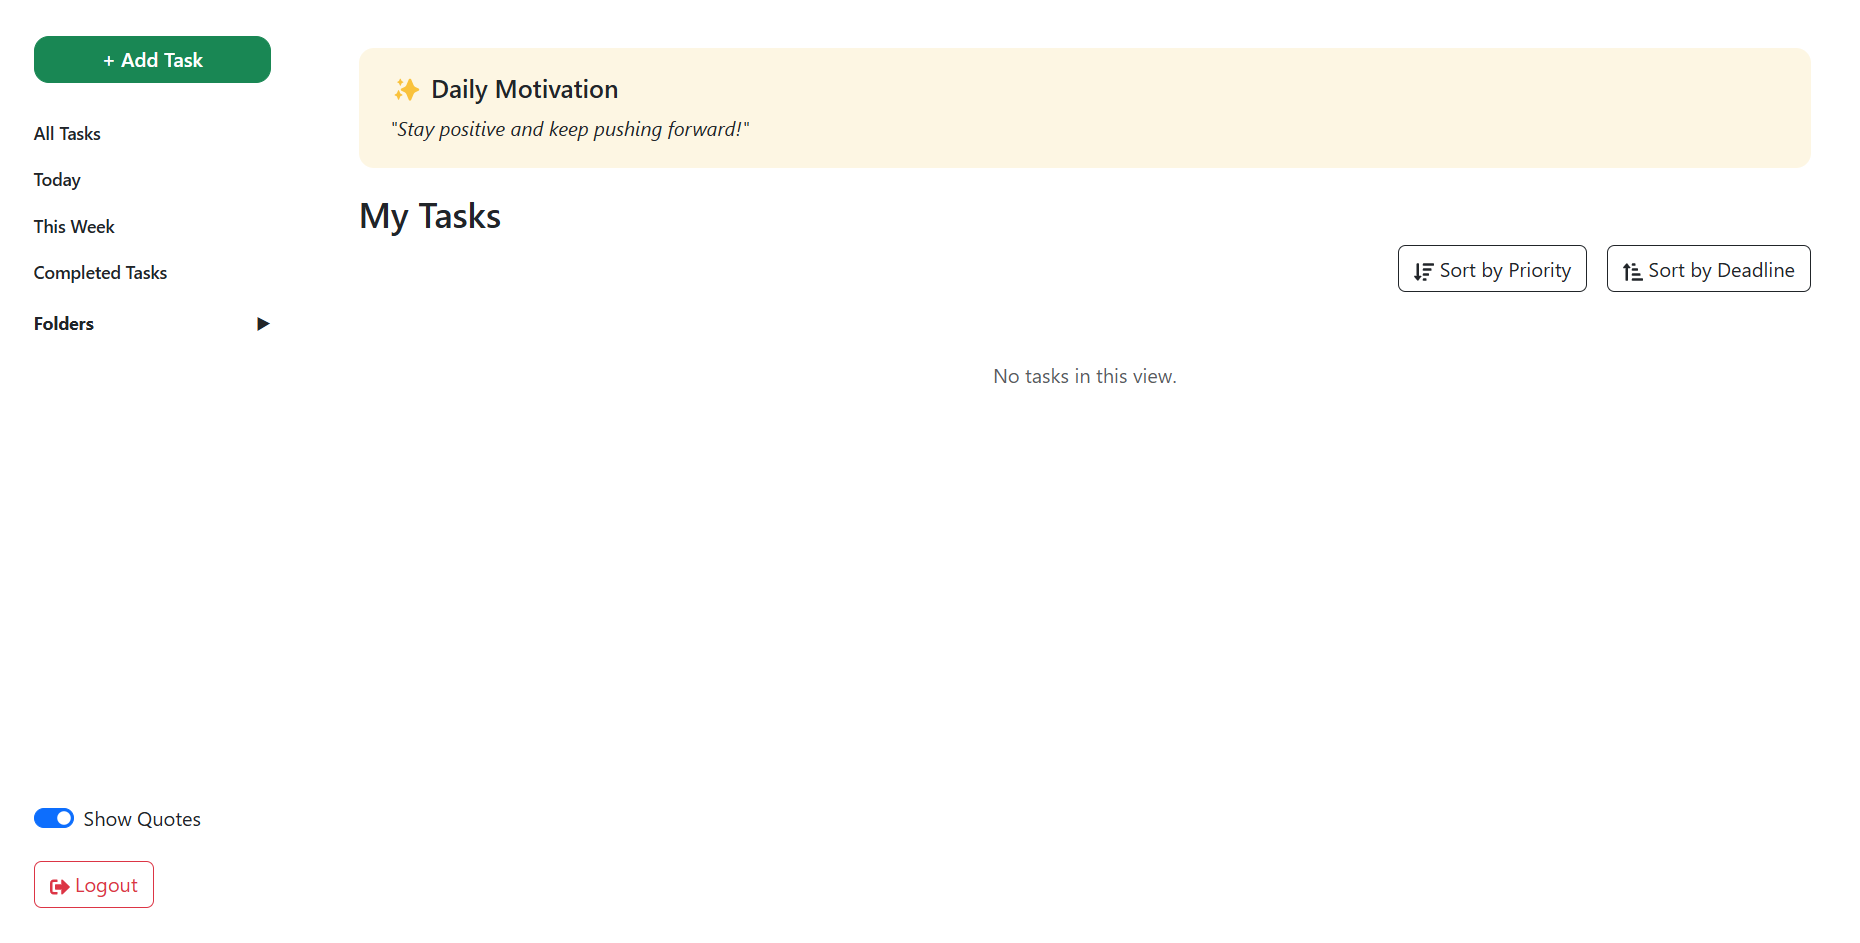 + Add Task
All Tasks
Today
This Week
Completed Tasks
Folders
Show Quotes
Logout
✨ Daily Motivation
"Stay positive and keep pushing forward!"
My Tasks
Sort by Priority
Sort by Deadline
No tasks in this view.